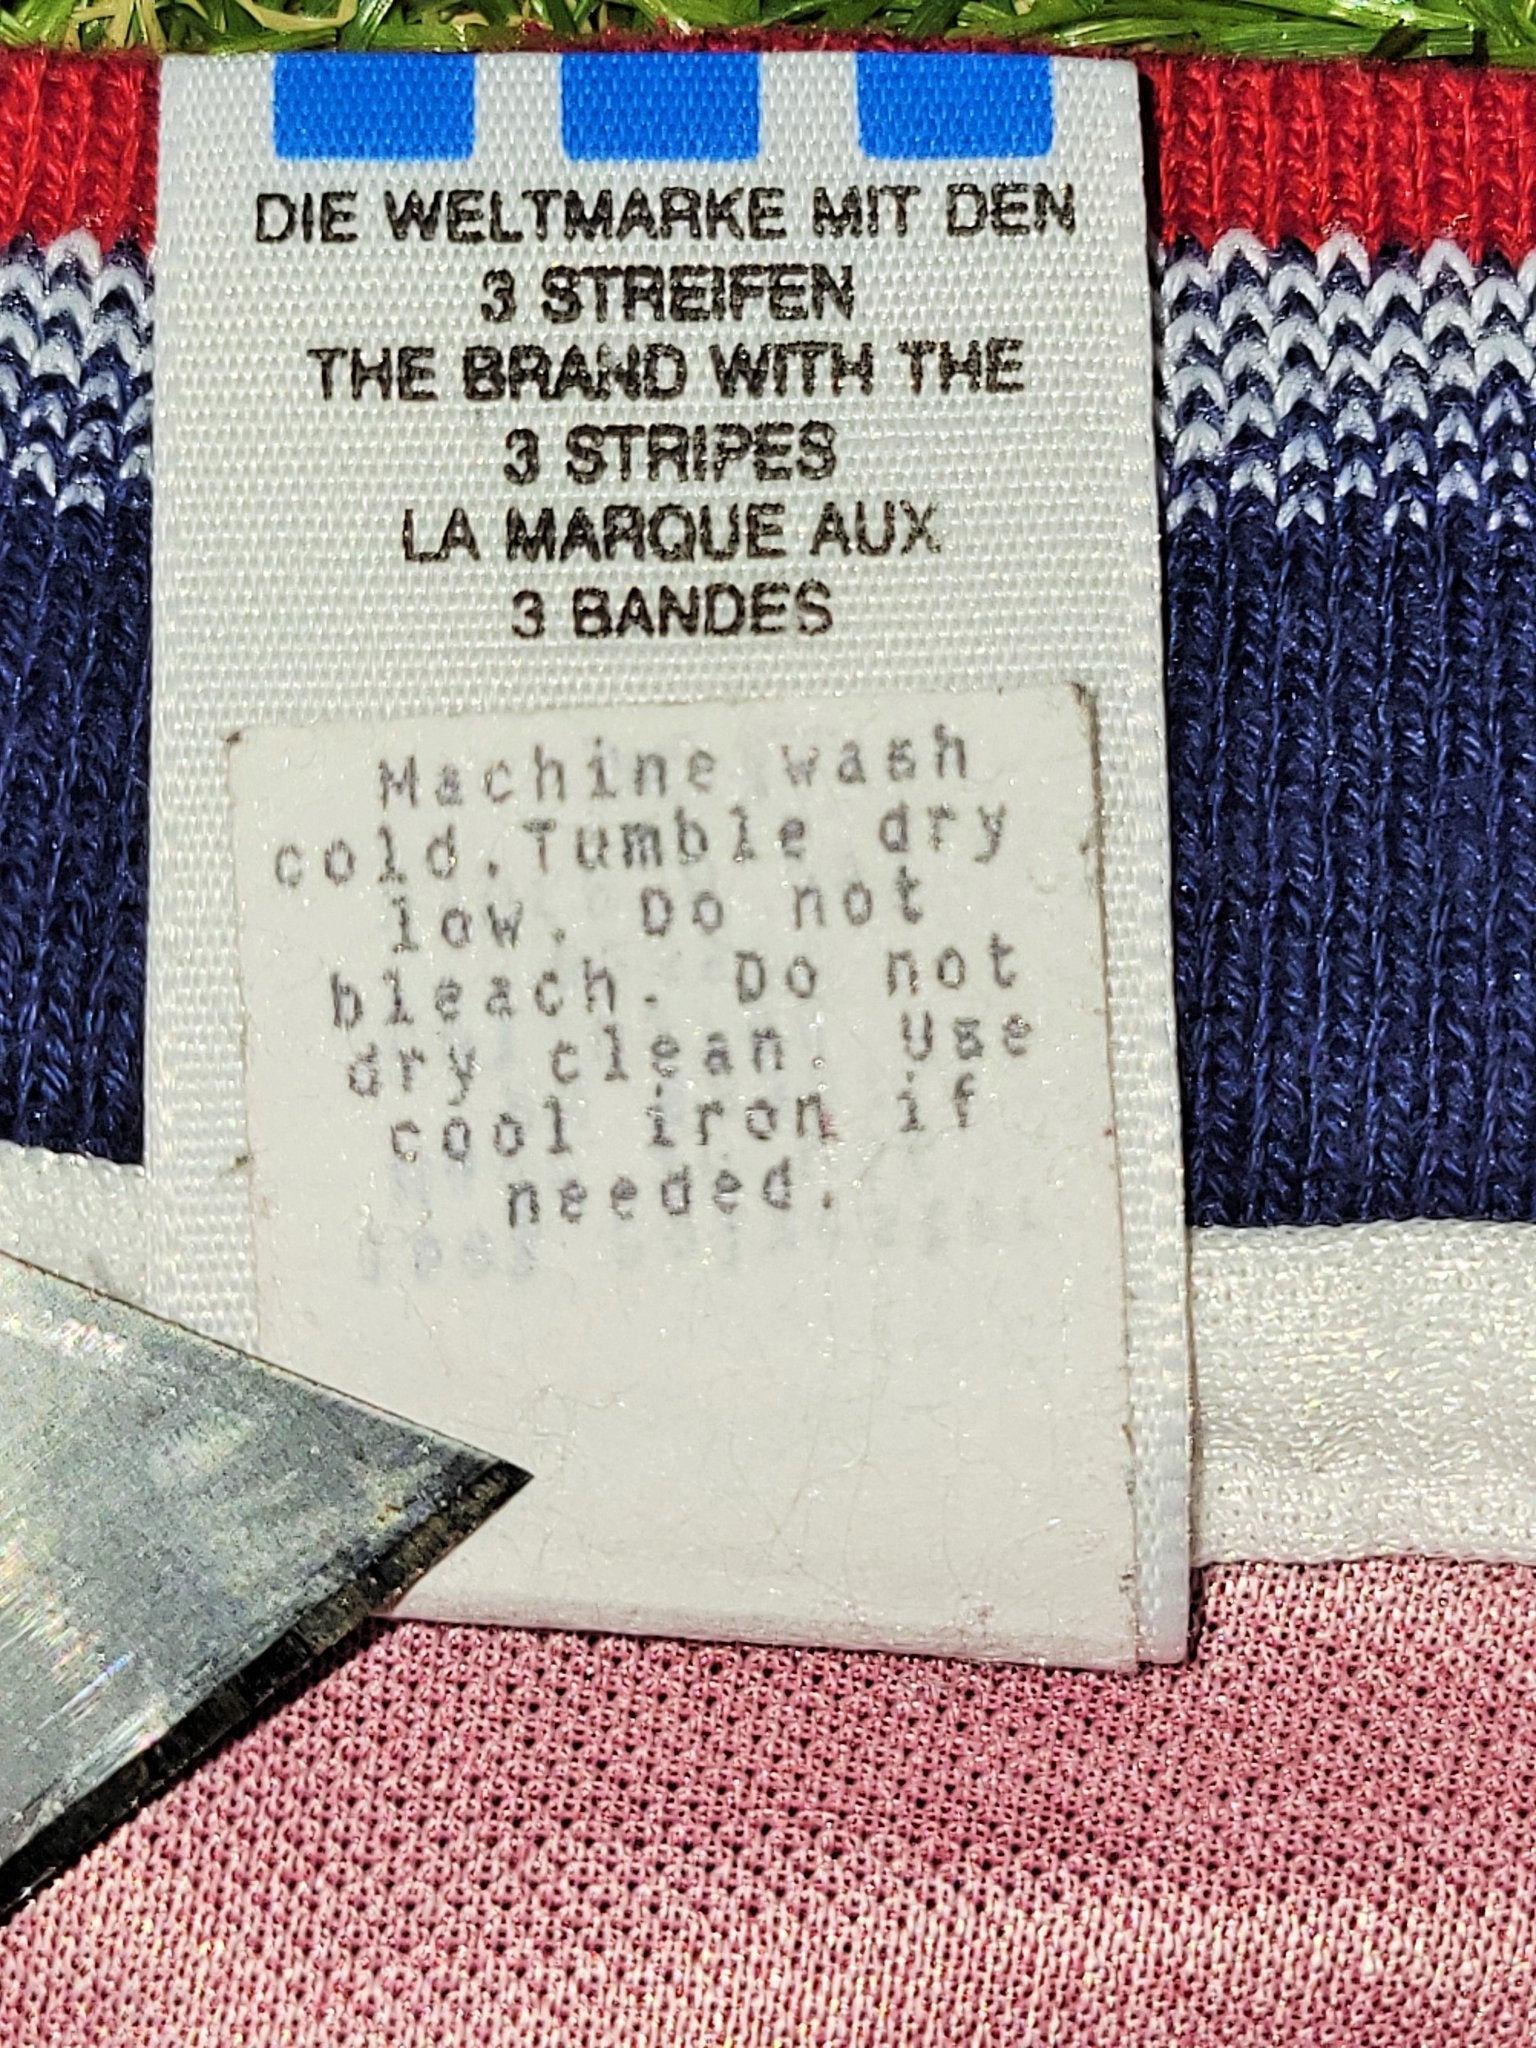 DIE WELTMARKE MIT DEN
3 STREIFEN
THE BRAND WITH THE
3 STRIPES
LA MARQUE AUX
3 BANDES
Machine wash
cold. Tumble dry
low. Do not
bleach. Do not
dry clean. Use
cool iron if
needed.